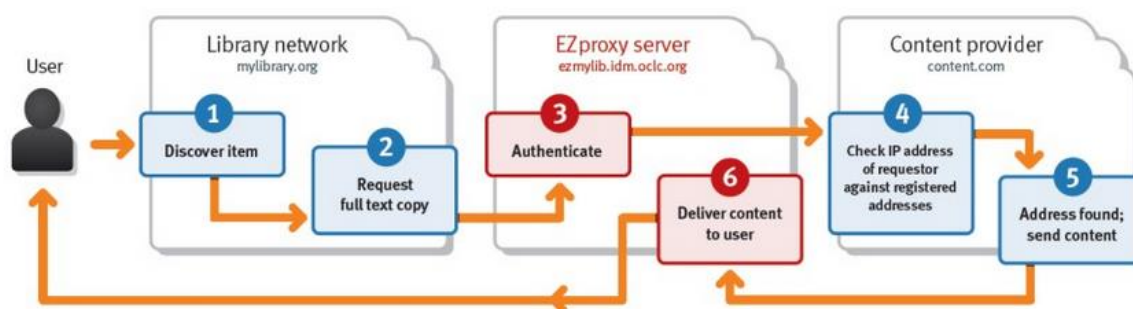 User
Library network
mylibrary.org
1
Discover item
2
Request
full text copy
EZproxy server
ezmylib.idm.oclc.org
3
Authenticate
Content provider
content.com
4
Check IP address
of requestor
against registered
addresses
5
Address found;
send content
6
Deliver content
to user